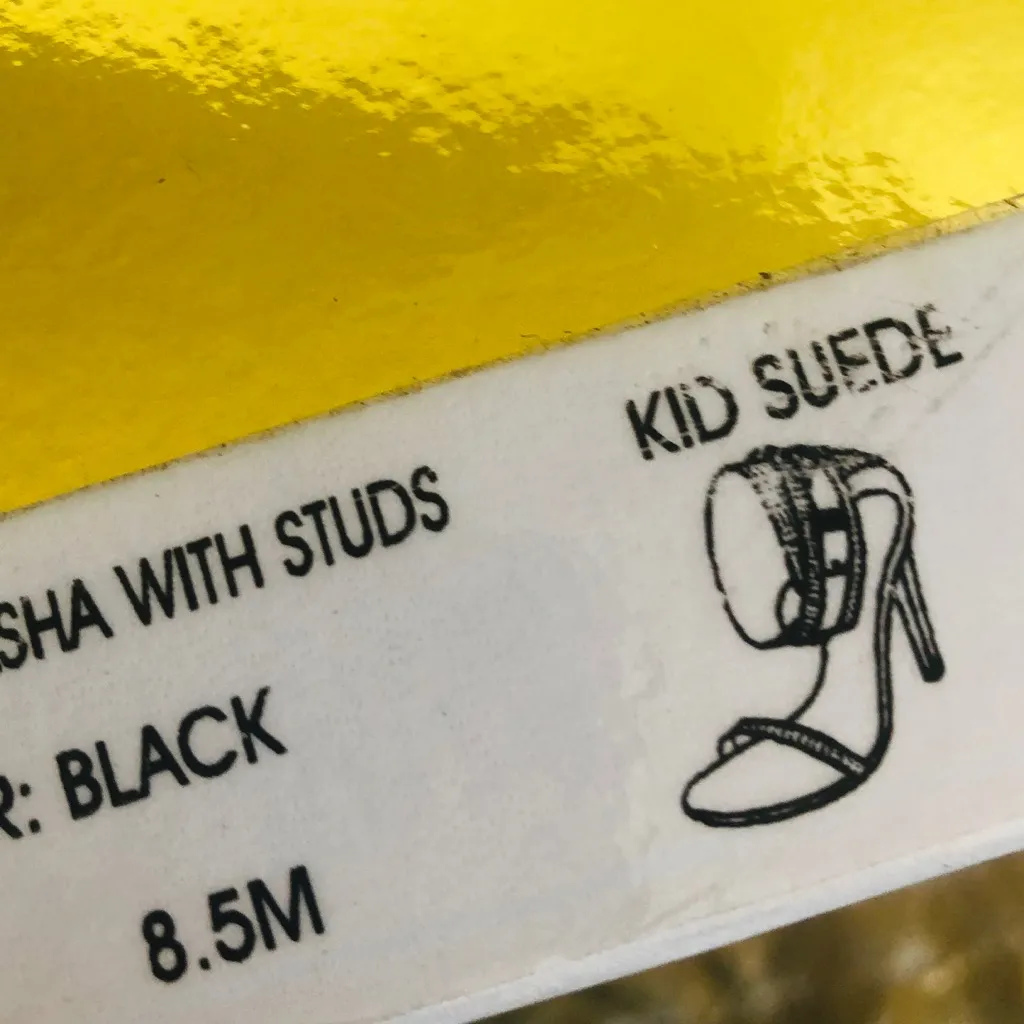 KID SUEDE
SHA WITH STUDS
R: BLACK
8.5M